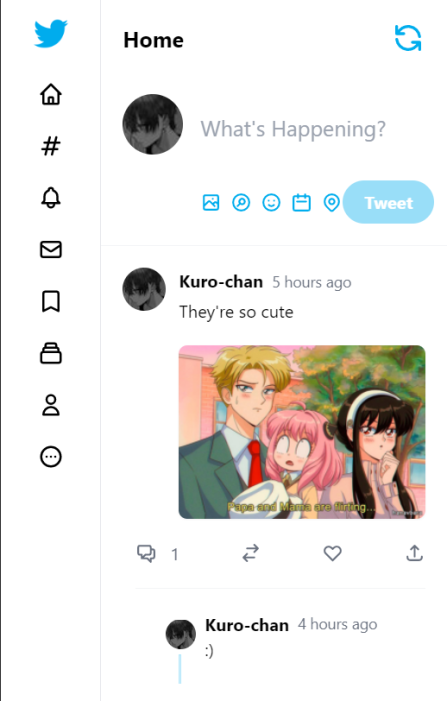 Home
What's Happening?
Tweet
Kuro-chan 5 hours ago
They're so cute
Papa and Mama are flirting...
1
Kuro-chan 4 hours ago
:)